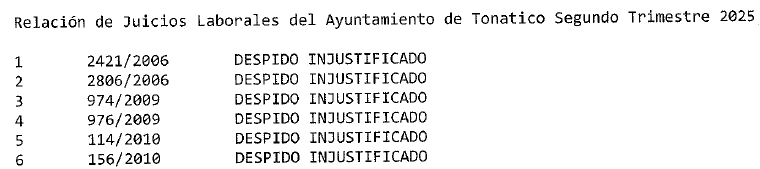 Relación de Juicios Laborales del Ayuntamiento de Tonatico Segundo Trimestre 2025
1 2421/2006 DESPIDO INJUSTIFICADO
2 2806/2006 DESPIDO INJUSTIFICADO
3 974/2009 DESPIDO INJUSTIFICADO
4 976/2009 DESPIDO INJUSTIFICADO
5 114/2010 DESPIDO INJUSTIFICADO
6 156/2010 DESPIDO INJUSTIFICADO